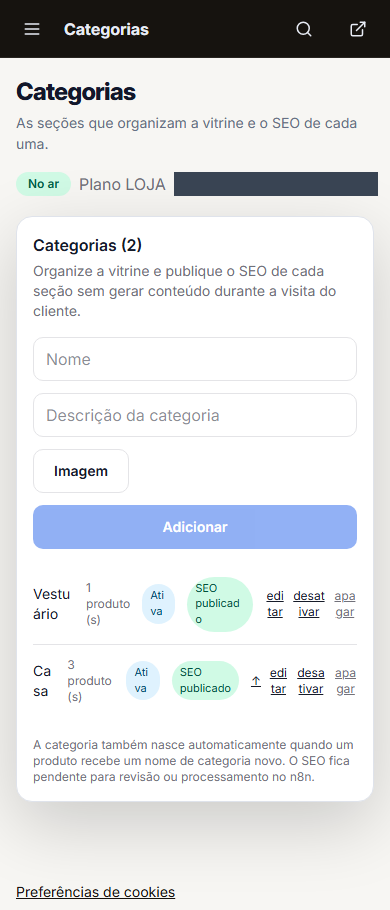 Categorias
Categorias
As seções que organizam a vitrine e o SEO de cada
uma.
No ar Plano LOJA
Categorias (2)
Organize a vitrine e publique o SEO de cada
seção sem gerar conteúdo durante a visita do
cliente.
Nome
Descrição da categoria
Imagem
Adicionar
Vestu
ário
1
produto
(s)
Ati
va
SEO
publicad
o
edi
tar
desat
ivar
apa
gar
Ca
sa
3
produto
(s)
Ati
va
SEO
publicado
↑
edi
tar
desa
tivar
apa
gar
A categoria também nasce automaticamente quando um
produto recebe um nome de categoria novo. O SEO fica
pendente para revisão ou processamento no n8n.
Preferências de cookies